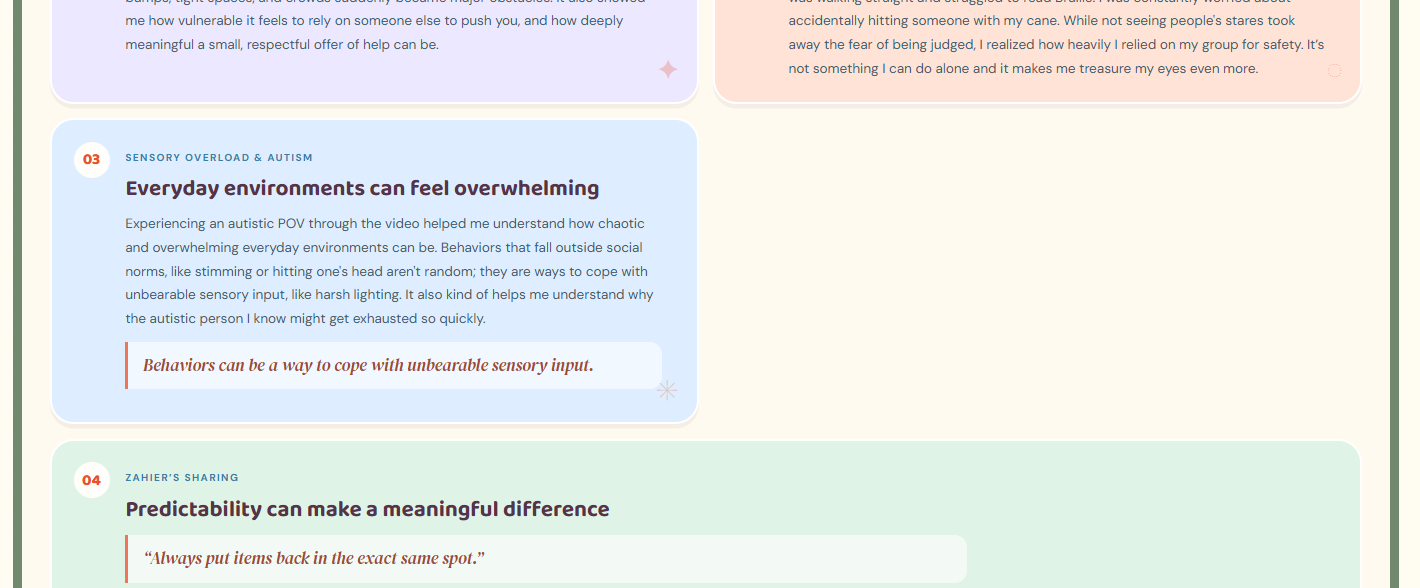 me how vulnerable it feels to rely on someone else to push you, and how deeply
meaningful a small, respectful offer of help can be.
accidentally hitting someone with my cane. While not seeing people's stares took
away the fear of being judged, I realized how heavily I relied on my group for safety. It’s
not something I can do alone and it makes me treasure my eyes even more.
03
SENSORY OVERLOAD & AUTISM
Everyday environments can feel overwhelming
Experiencing an autistic POV through the video helped me understand how chaotic
and overwhelming everyday environments can be. Behaviors that fall outside social
norms, like stimming or hitting one's head aren't random; they are ways to cope with
unbearable sensory input, like harsh lighting. It also kind of helps me understand why
the autistic person I know might get exhausted so quickly.
Behaviors can be a way to cope with unbearable sensory input.
04
ZAHIER’S SHARING
Predictability can make a meaningful difference
“Always put items back in the exact same spot.”